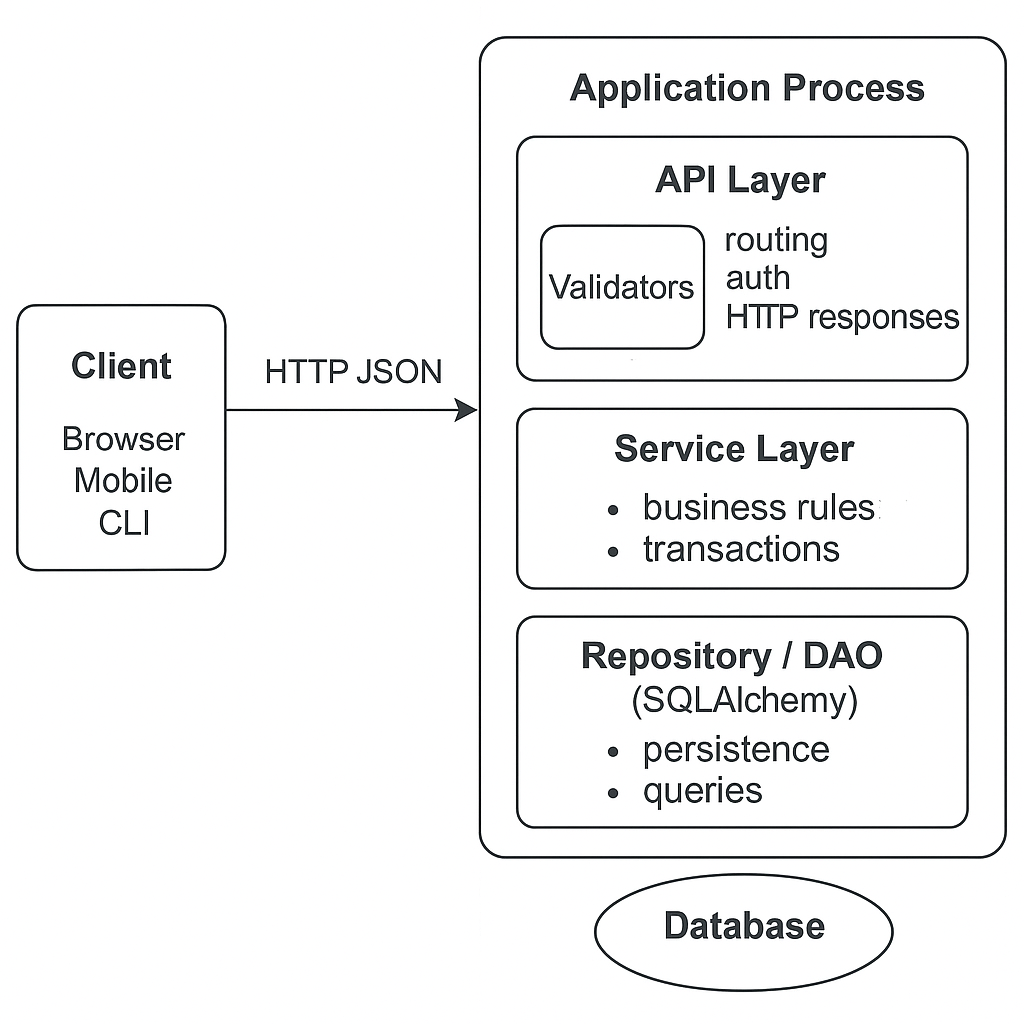 Application Process
API Layer
Validators
routing
auth
HTTP responses
Client
Browser
Mobile
CLI
HTTP JSON
Service Layer
• business rules
• transactions
Repository / DAO
(SQLAlchemy)
• persistence
• queries
Database